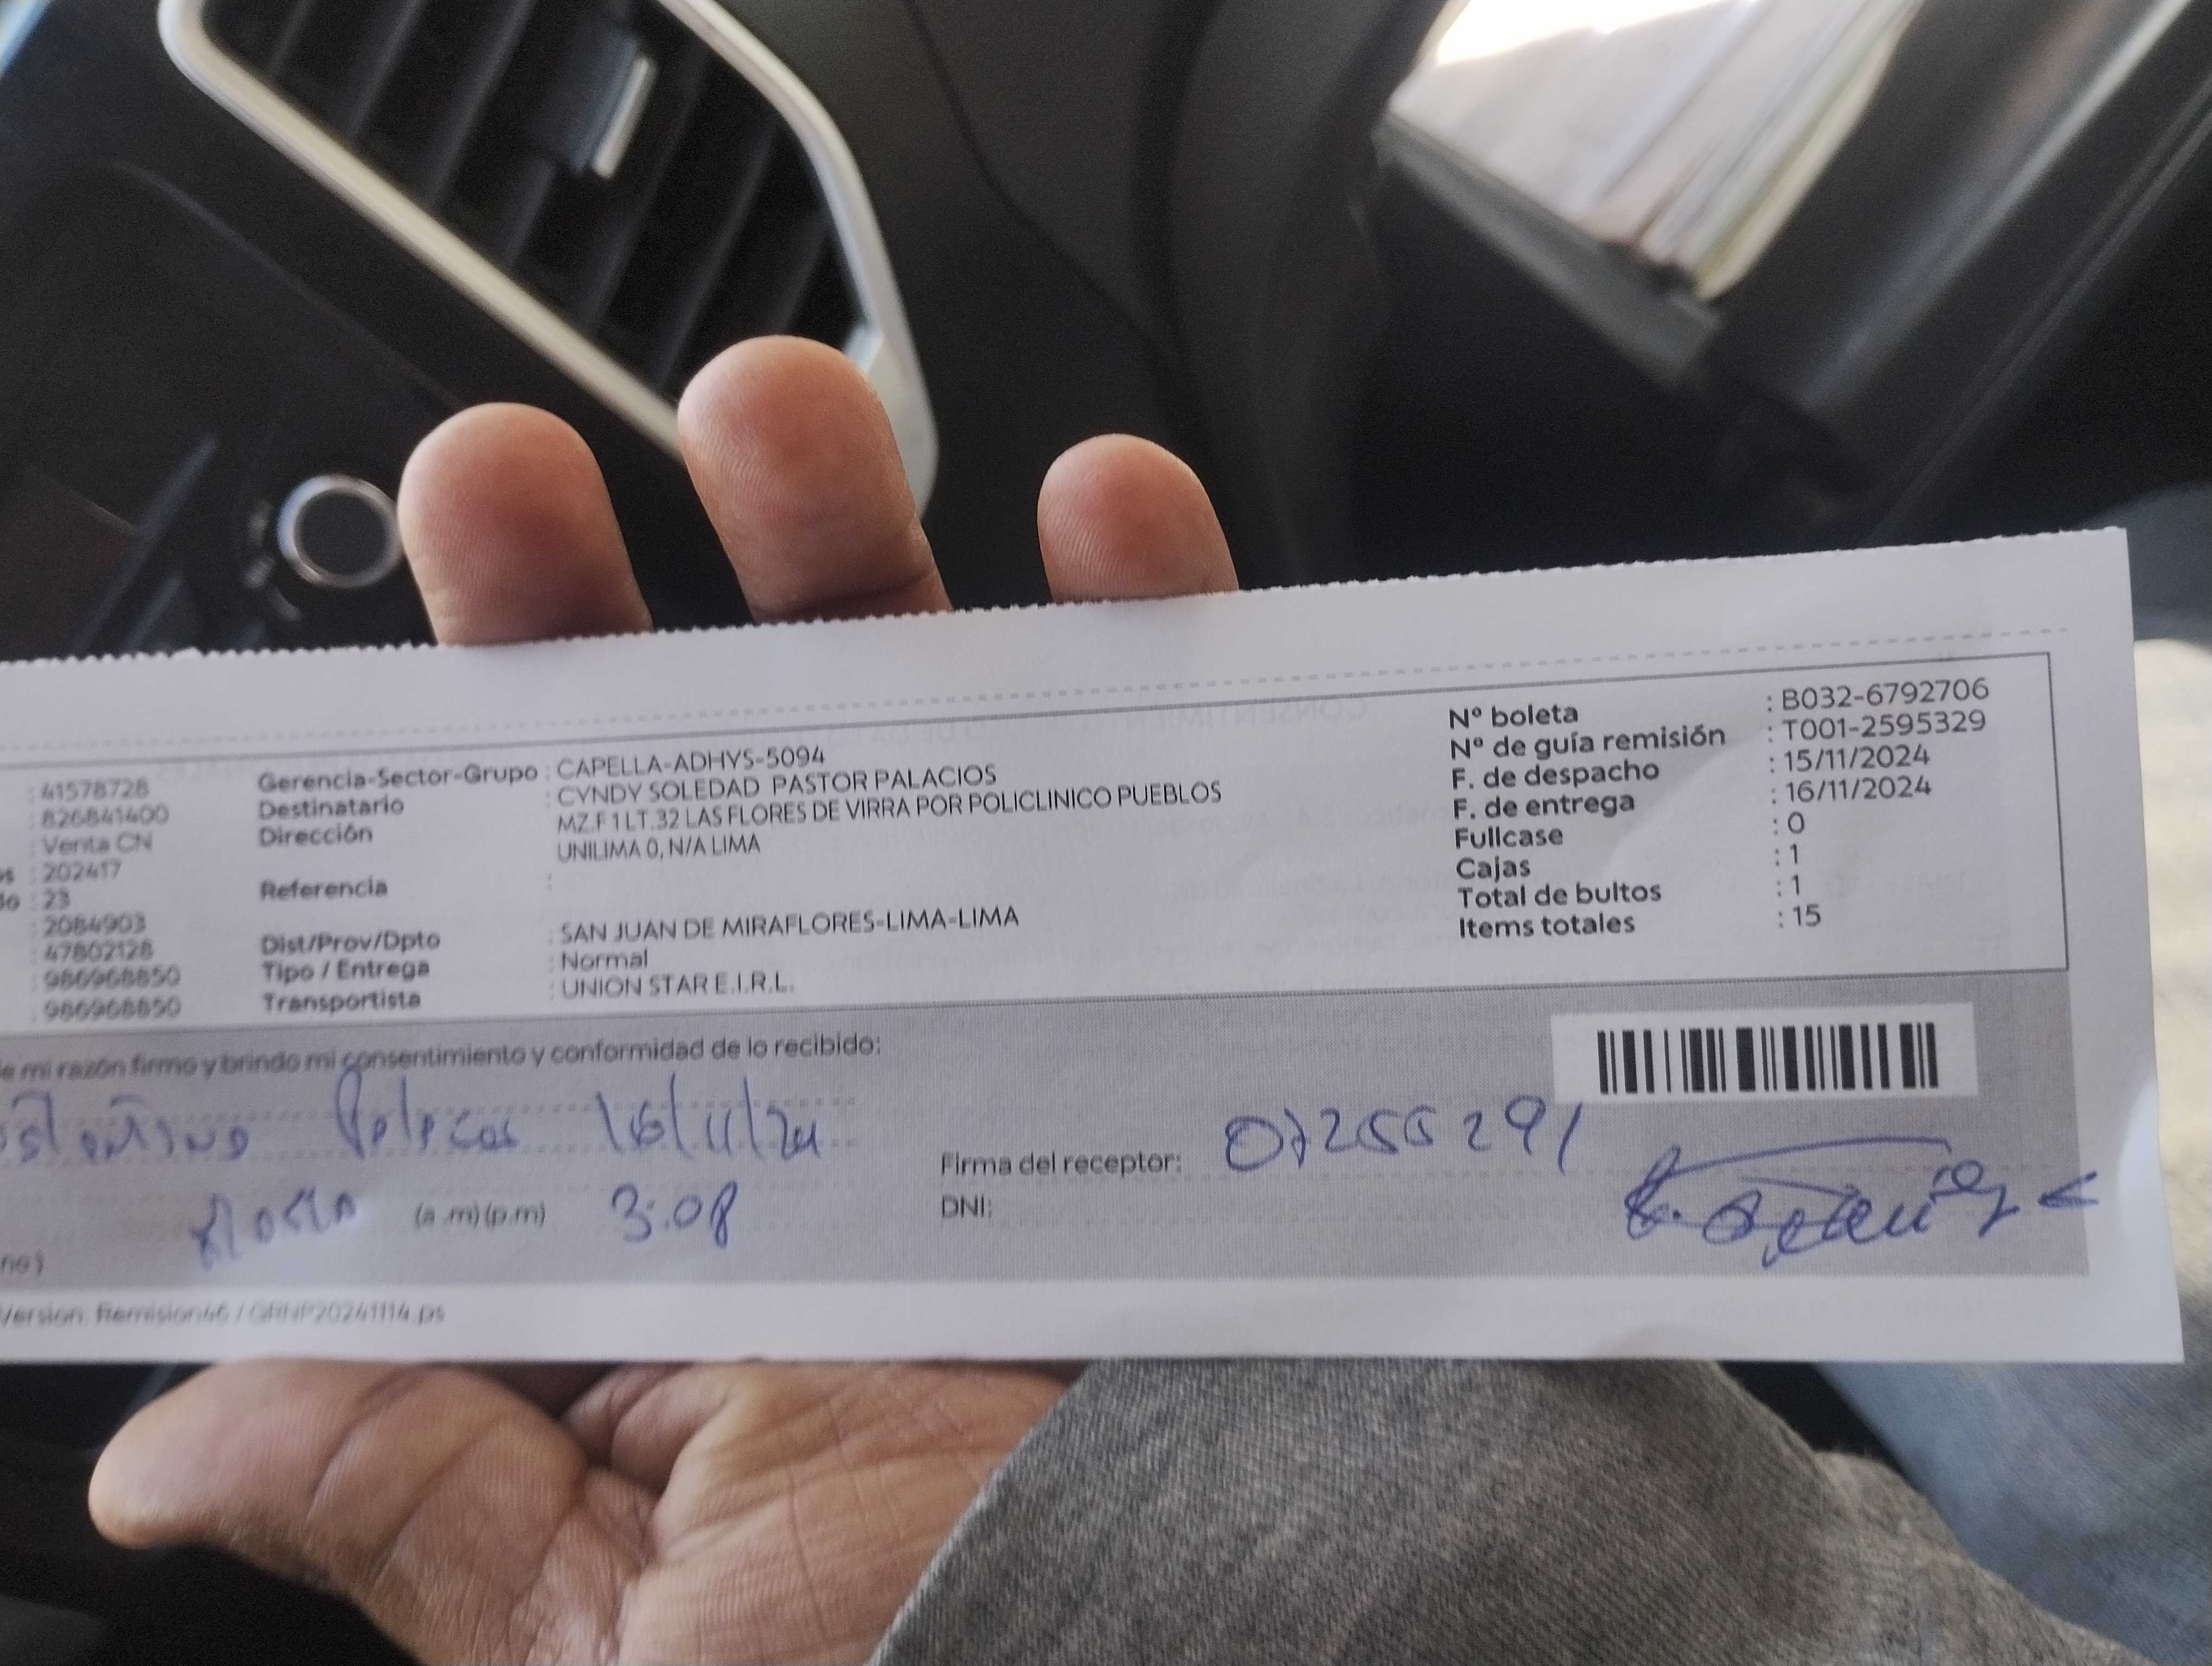 : 41578728
: 826841400
: Venta CN
os : 202417
do : 23
: 2084903
: 47802128
: 986968850
: 986968850
Gerencia-Sector-Grupo : CAPELLA-ADHYS-5094
Destinatario : CYNDY SOLEDAD PASTOR PALACIOS
Dirección : MZ.F 1 LT.32 LAS FLORES DE VIRRA POR POLICLINICO PUEBLOS
UNILIMA 0, N/A LIMA
Referencia :
Dist/Prov/Dpto : SAN JUAN DE MIRAFLORES-LIMA-LIMA
Tipo / Entrega : Normal
Transportista : UNION STAR E.I.R.L.
Nº boleta : B032-6792706
Nº de guía remisión : T001-2595329
F. de despacho : 15/11/2024
F. de entrega : 16/11/2024
Fullcase : 0
Cajas : 1
Total de bultos : 1
Items totales : 15
e mi razón firmo y brindo mi consentimiento y conformidad de lo recibido:
16/11/24
Firma del receptor: 07255291
(a .m) (p.m) 3:08
DNI:
ne)
Version: Remision46 / GRNP20241114.ps